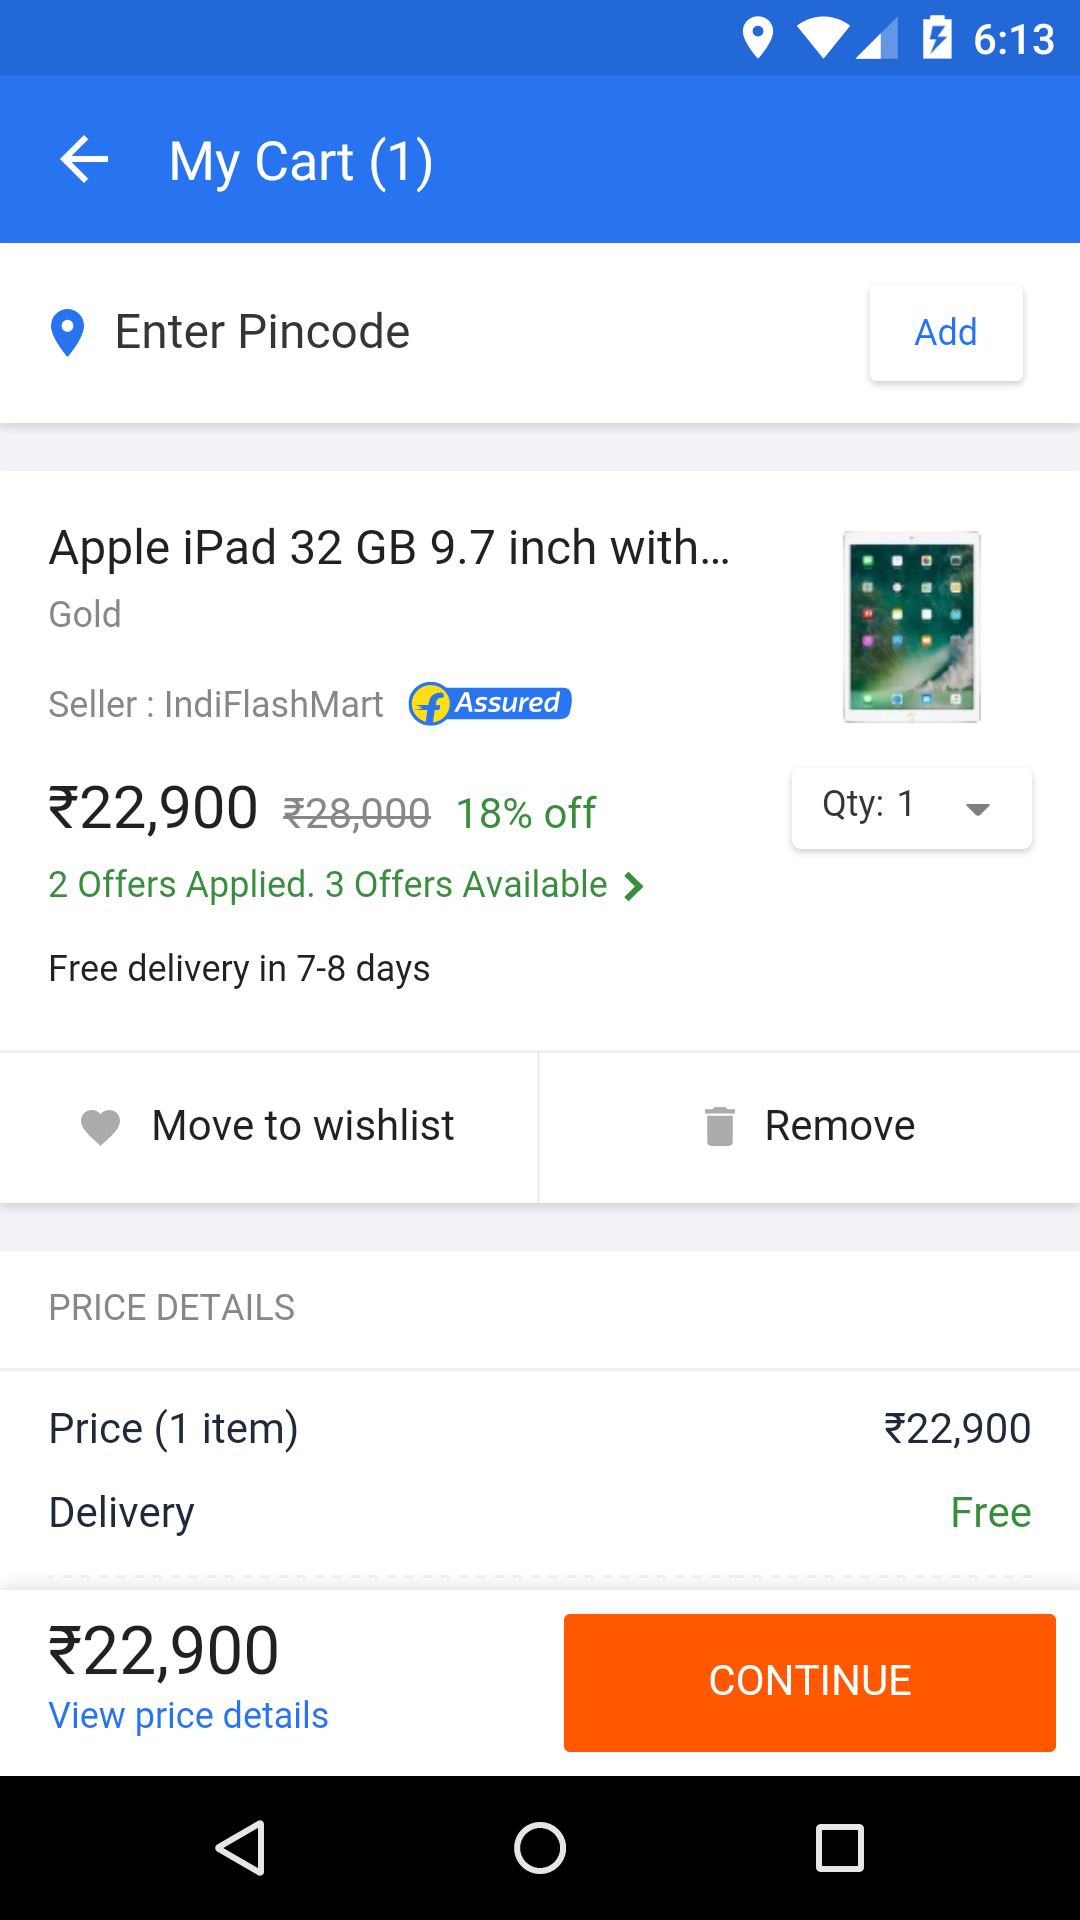 6:13
My Cart (1)
Enter Pincode
Add
Apple iPad 32 GB 9.7 inch with...
Gold
Seller : IndiFlashMart
f Assured
₹22,900 ₹28,000 18% off
Qty: 1
2 Offers Applied. 3 Offers Available
Free delivery in 7-8 days
Move to wishlist
Remove
PRICE DETAILS
Price (1 item) ₹22,900
Delivery Free
₹22,900
View price details
CONTINUE